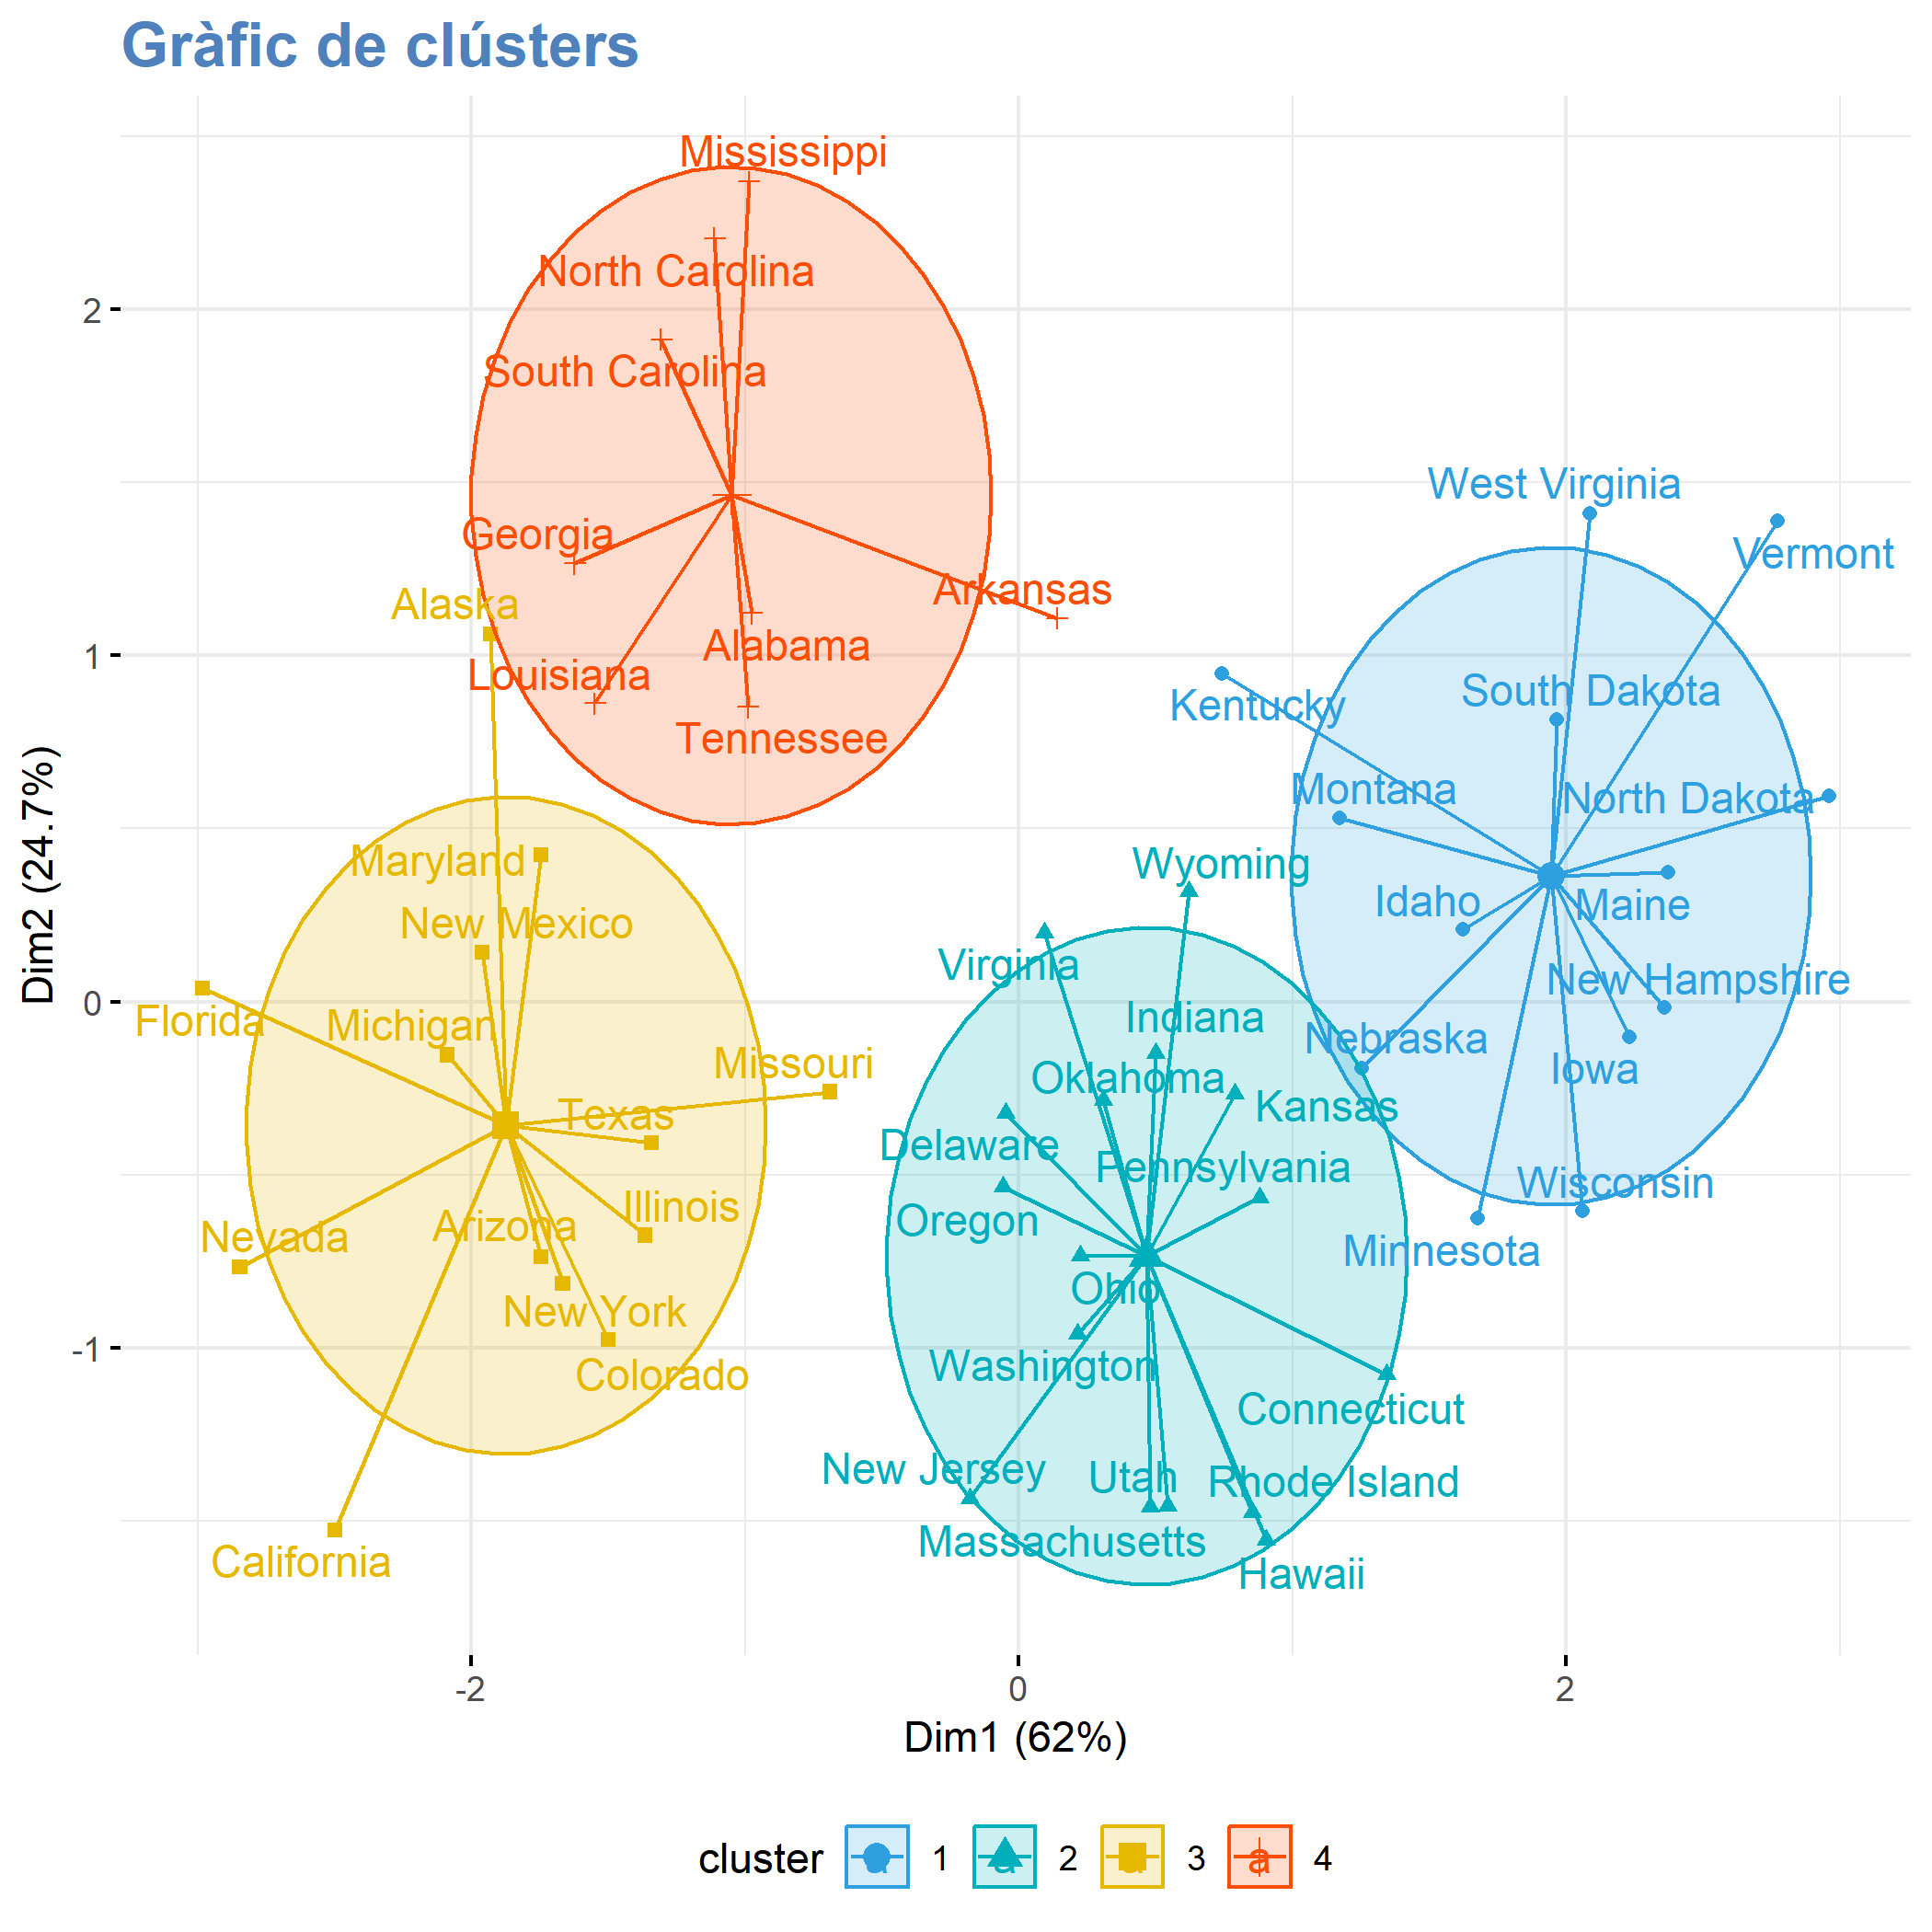 Gràfic de clústers
Mississippi
North Carolina
2
South Carolina
West Virginia
Georgia
Vermont
Arkansas
Alaska
Alabama
1
Louisiana
South Dakota
Kentucky
Tennessee
Montana
North Dakota
Maryland
Wyoming
Dim2 (24.7%)
Idaho
Maine
New Mexico
Virginia
New Hampshire
0
Florida
Michigan
Indiana
Nebraska
Missouri
Iowa
Oklahoma
Texas
Kansas
Delaware
Pennsylvania
Wisconsin
Illinois
Arizona
Oregon
Nevada
Minnesota
Ohio
New York
-1
Washington
Colorado
Connecticut
New Jersey
Utah
Rhode Island
Massachusetts
California
Hawaii
-2 0 2
Dim1 (62%)
cluster a 1 a 2 a 3 a 4